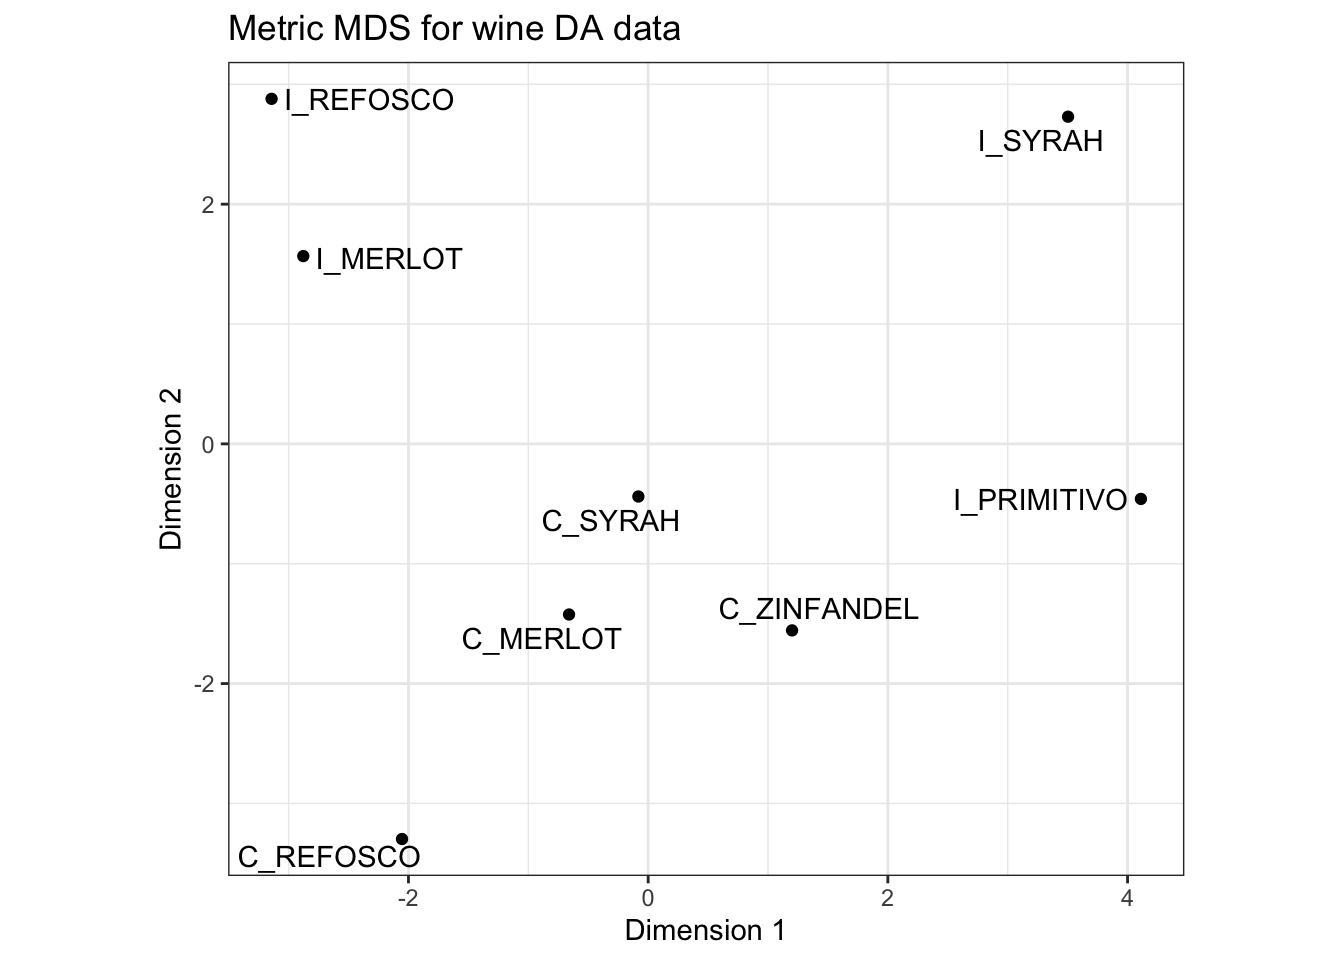 Metric MDS for wine DA data
I_REFOSCO
I_SYRAH
2
I_MERLOT
0
Dimension 2
I_PRIMITIVO
C_SYRAH
C_ZINFANDEL
C_MERLOT
-2
C_REFOSCO
-2 0 2 4
Dimension 1